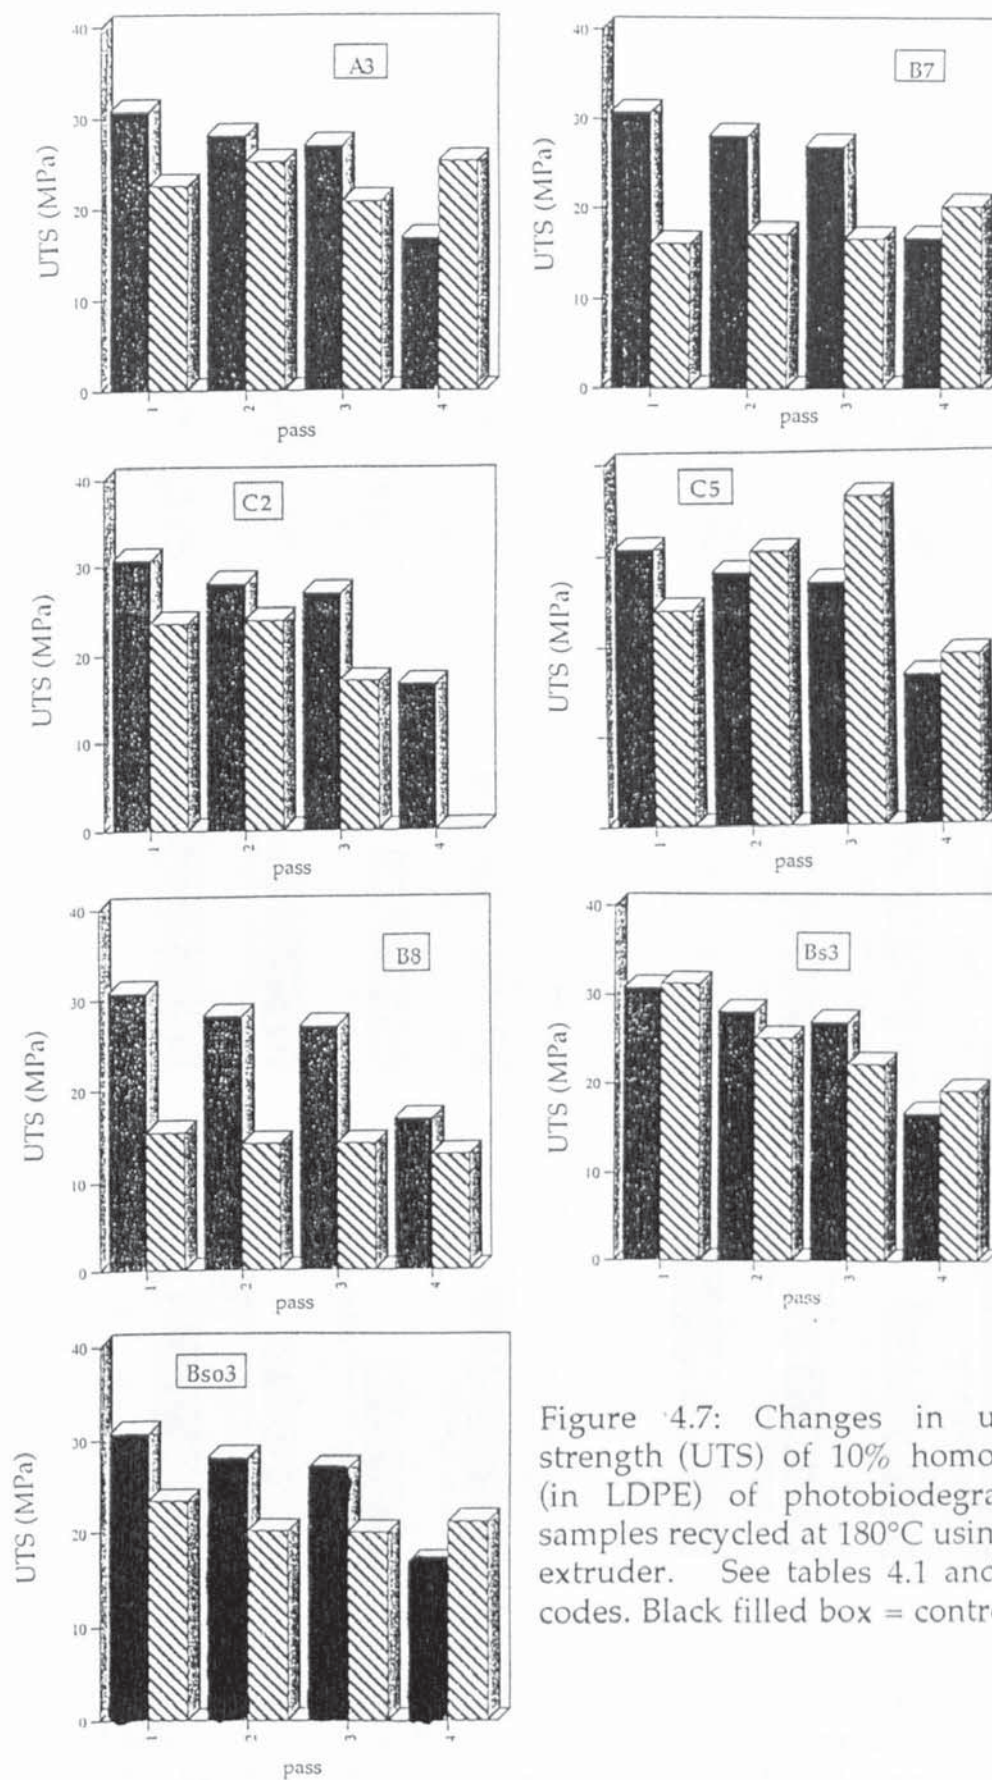 40
30
20
10
0
UTS (MPa)
A3
1 2 3 4
pass
40
30
20
10
0
UTS (MPa)
B7
1 2 3 4
pass
40
30
20
10
0
UTS (MPa)
C2
1 2 3 4
pass
UTS (MPa)
C5
1 2 3 4
pass
40
30
20
10
0
UTS (MPa)
B8
1 2 3 4
pass
40
30
20
10
0
UTS (MPa)
Bs3
1 2 3 4
pass
40
30
20
10
0
UTS (MPa)
Bso3
1 2 3 4
pass
Figure 4.7: Changes in u
strength (UTS) of 10% homo
(in LDPE) of photobiodegra
samples recycled at 180°C usin
extruder. See tables 4.1 and
codes. Black filled box = contr